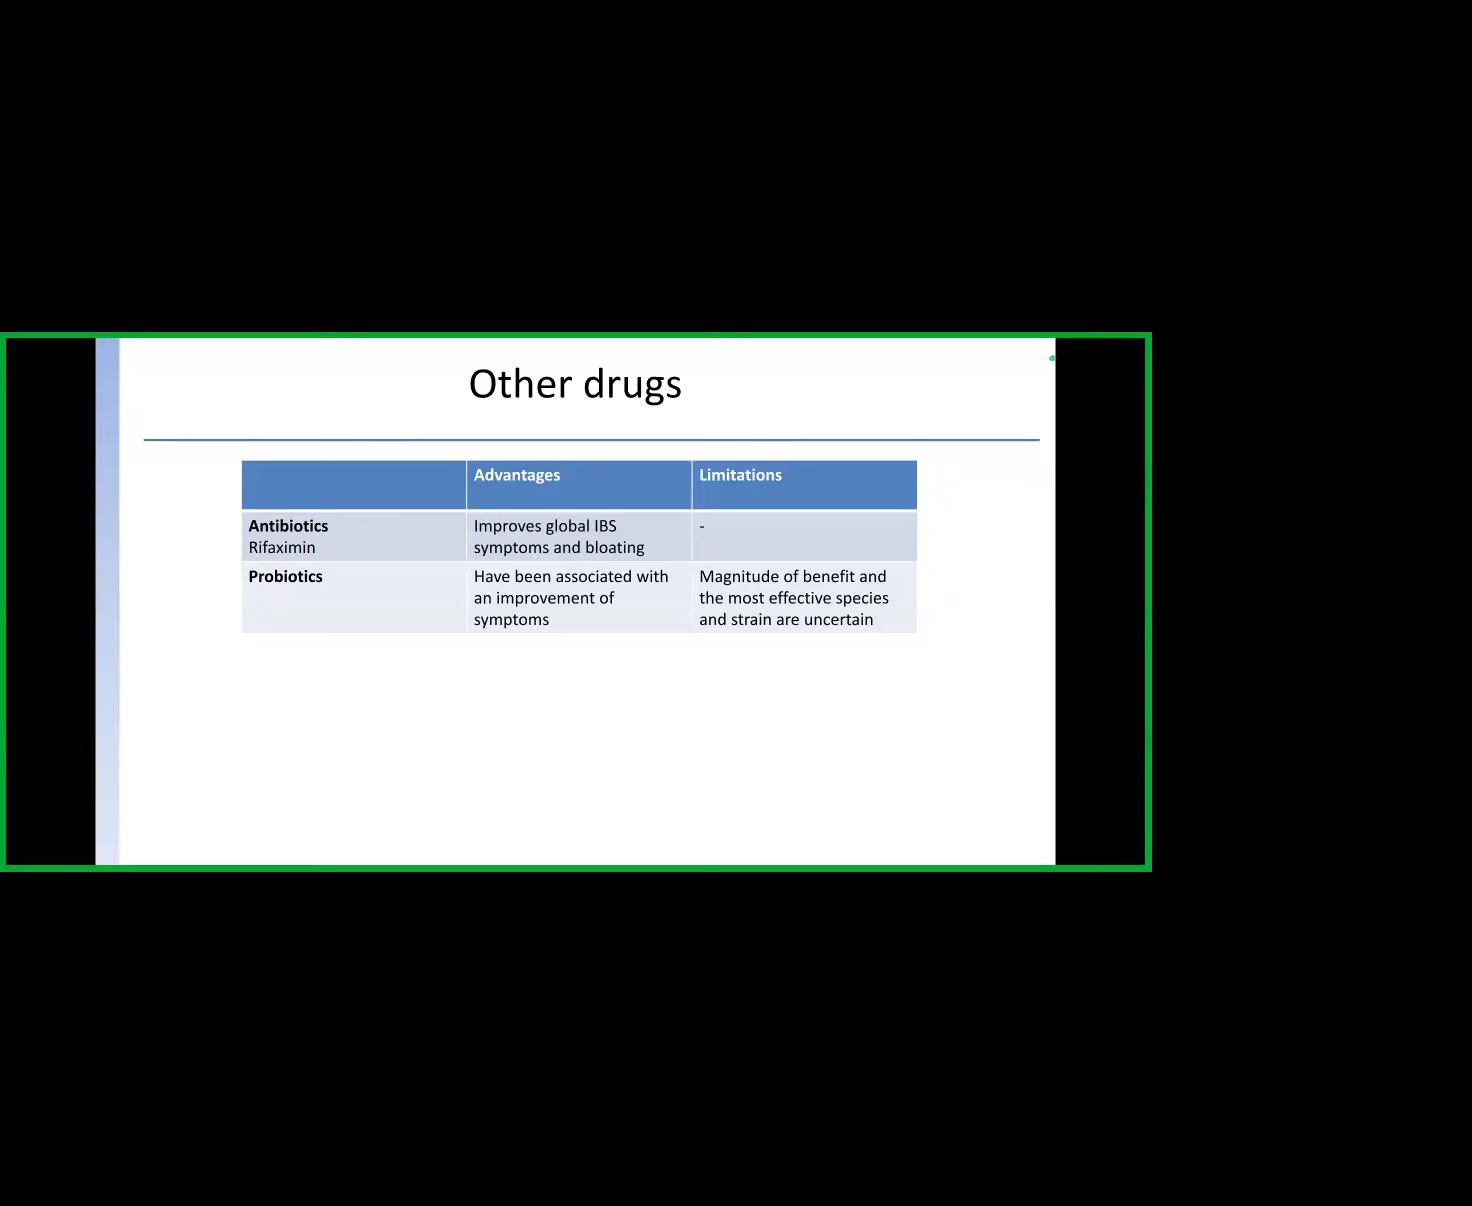 Other drugs
Advantages Limitations
Antibiotics Improves global IBS -
Rifaximin symptoms and bloating
Probiotics Have been associated with Magnitude of benefit and
an improvement of the most effective species
symptoms and strain are uncertain